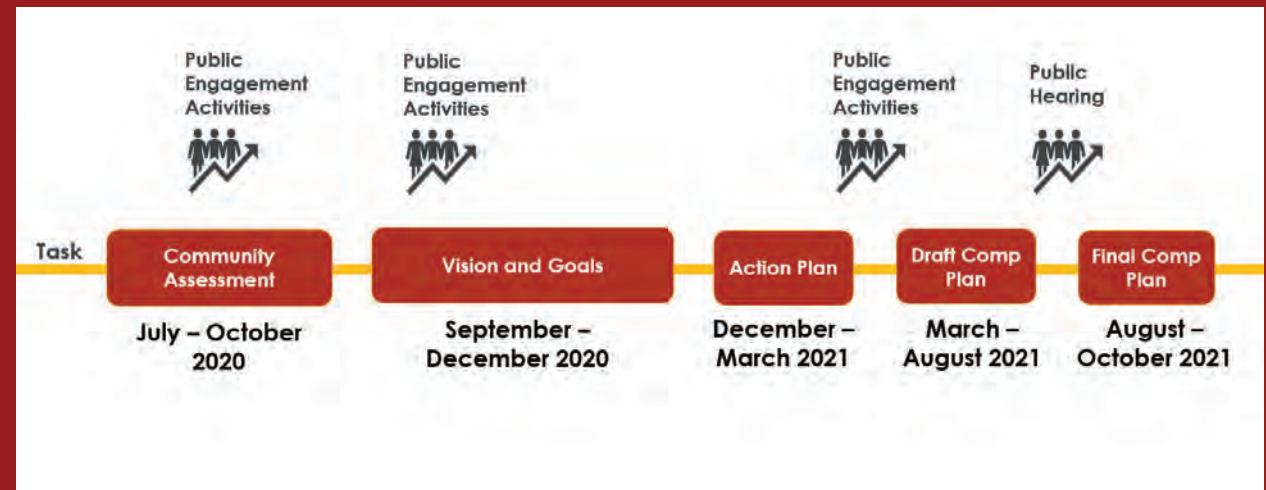 Public
Engagement
Activities
Public
Engagement
Activities
Public
Engagement
Activities
Public
Hearing
Task
Community
Assessment
Vision and Goals
Action Plan
Draft Comp
Plan
Final Comp
Plan
July – October
2020
September –
December 2020
December –
March 2021
March –
August 2021
August –
October 2021